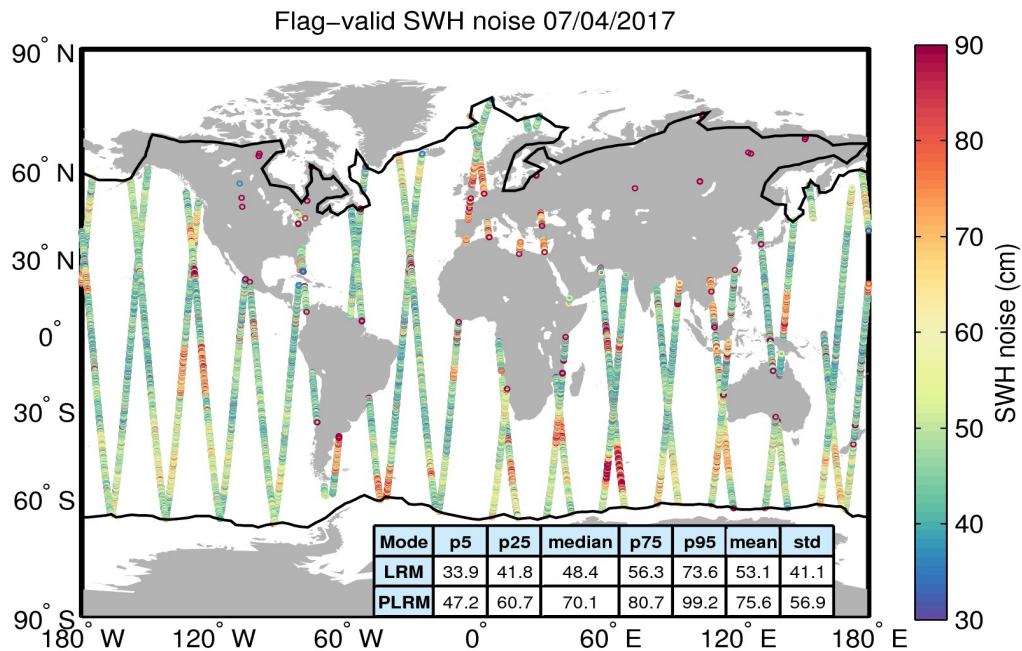 Flag−valid SWH noise 07/04/2017
90° N
60° N
30° N
0°
30° S
60° S
90° S
180° W
120° W
60° W
0°
60° E
120° E
180° E
Mode p5 p25 median p75 p95 mean std
LRM 33.9 41.8 48.4 56.3 73.6 53.1 41.1
PLRM 47.2 60.7 70.1 80.7 99.2 75.6 56.9
90
80
70
60
50
40
30
SWH noise (cm)